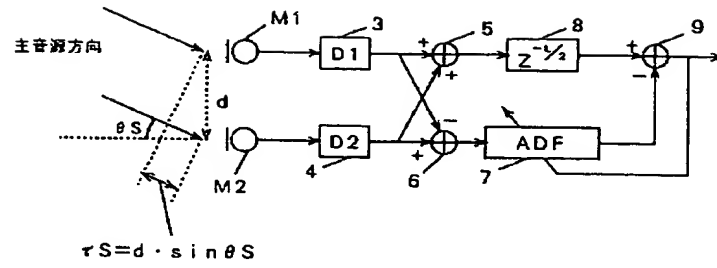 M1
3
5
8
9
主音源方向
D1
+
+
Z^{-L/2}
+
-
d
θS
-
+
D2
ADF
M2
4
6
7
τS=d・sinθS